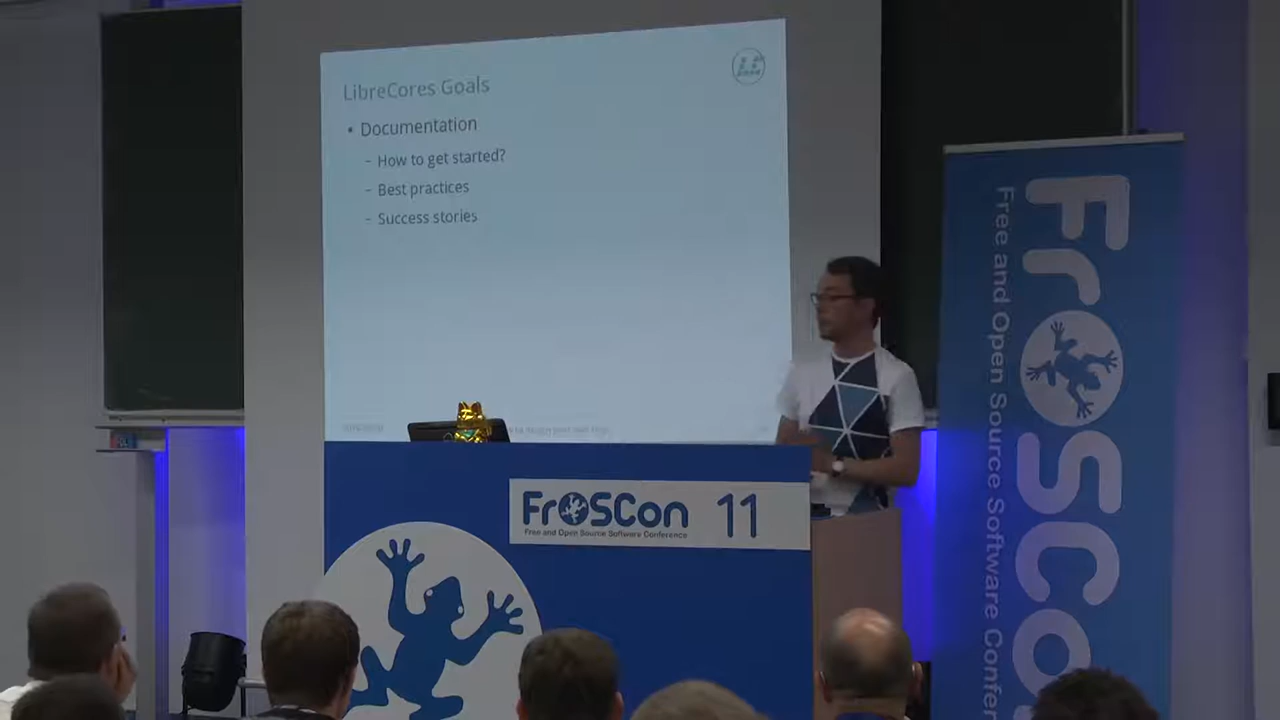 LibreCores Goals
• Documentation
– How to get started?
– Best practices
– Success stories
FrOSCon 11
Free and Open Source Software Conference
FrOSCo
Free and Open Source Software Confer